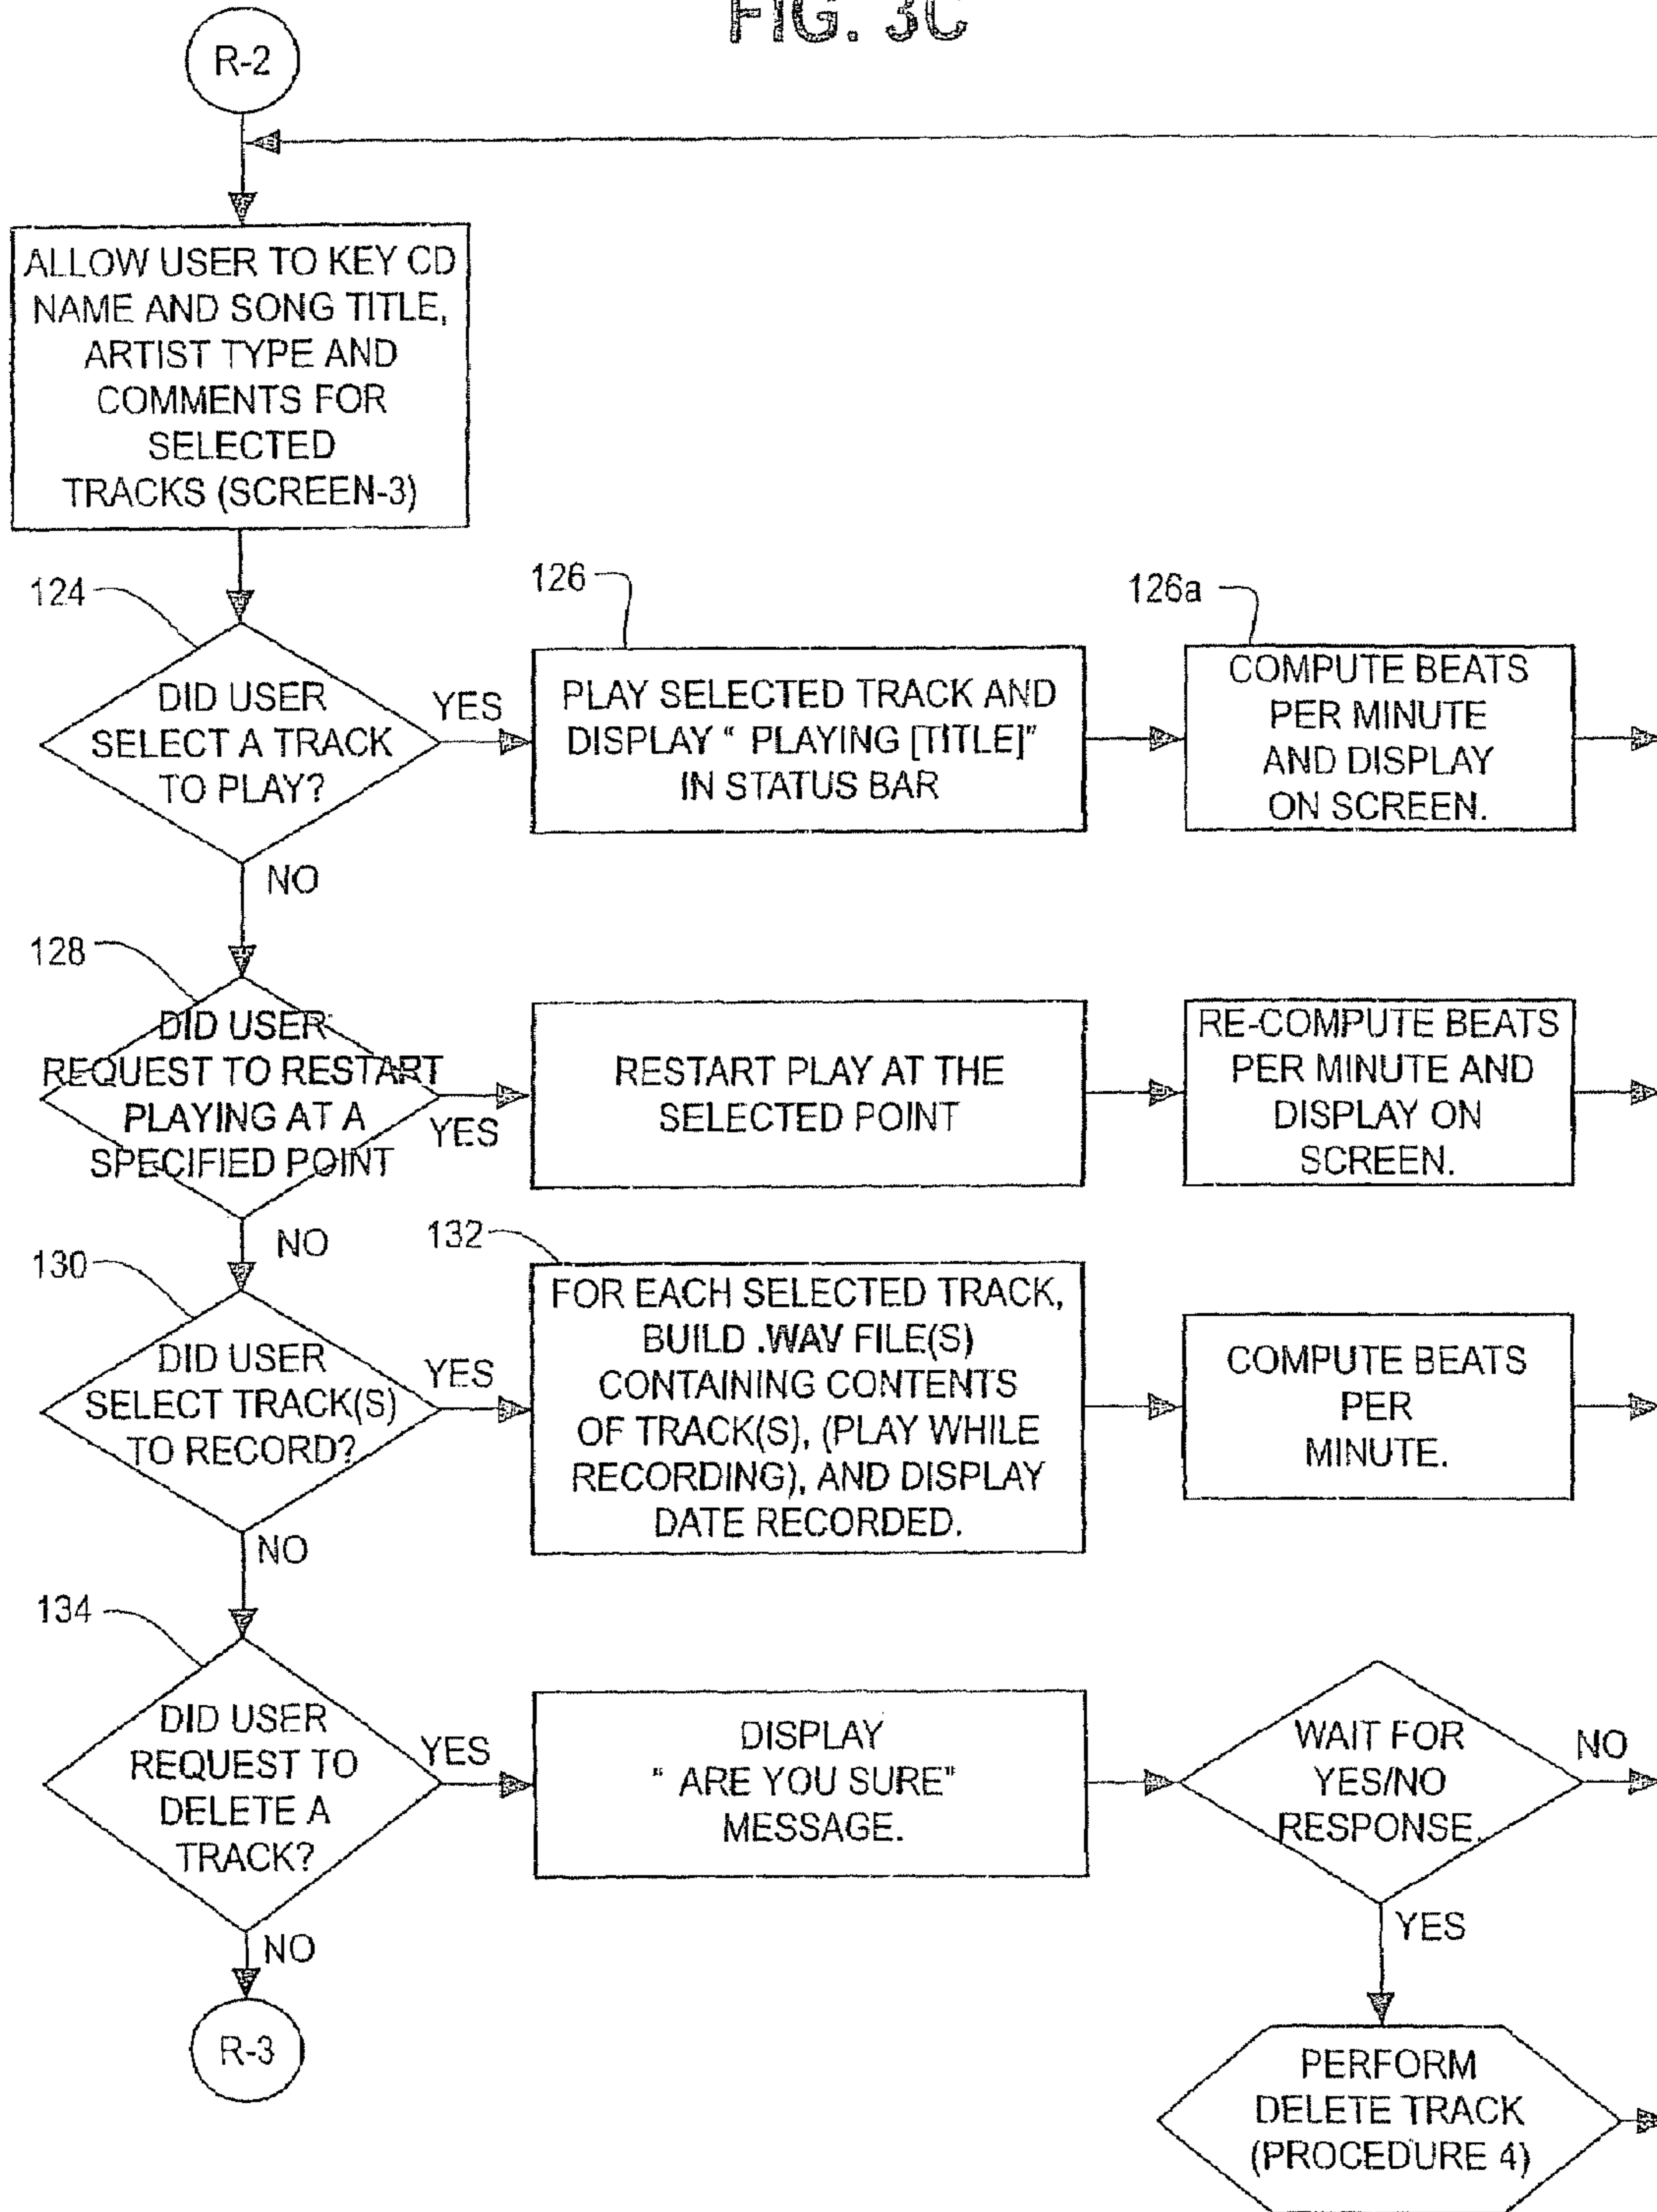 FIG. 3C
R-2
ALLOW USER TO KEY CD
NAME AND SONG TITLE,
ARTIST TYPE AND
COMMENTS FOR
SELECTED
TRACKS (SCREEN-3)
124
DID USER
SELECT A TRACK
TO PLAY?
YES
NO
126
PLAY SELECTED TRACK AND
DISPLAY " PLAYING [TITLE]"
IN STATUS BAR
126a
COMPUTE BEATS
PER MINUTE
AND DISPLAY
ON SCREEN.
128
DID USER
REQUEST TO RESTART
PLAYING AT A
SPECIFIED POINT
YES
NO
RESTART PLAY AT THE
SELECTED POINT
RE-COMPUTE BEATS
PER MINUTE AND
DISPLAY ON
SCREEN.
130
DID USER
SELECT TRACK(S)
TO RECORD?
YES
NO
132
FOR EACH SELECTED TRACK,
BUILD .WAV FILE(S)
CONTAINING CONTENTS
OF TRACK(S), (PLAY WHILE
RECORDING), AND DISPLAY
DATE RECORDED.
COMPUTE BEATS
PER
MINUTE.
134
DID USER
REQUEST TO
DELETE A
TRACK?
YES
NO
DISPLAY
" ARE YOU SURE"
MESSAGE.
WAIT FOR
YES/NO
RESPONSE.
NO
YES
R-3
PERFORM
DELETE TRACK
(PROCEDURE 4)